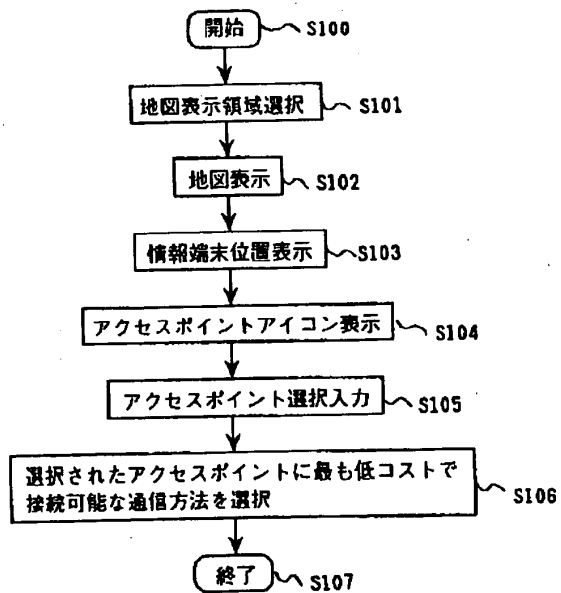 開始 S100
地図表示領域選択 S101
地図表示 S102
情報端末位置表示 S103
アクセスポイントアイコン表示 S104
アクセスポイント選択入力 S105
選択されたアクセスポイントに最も低コストで
接続可能な通信方法を選択 S106
終了 S107